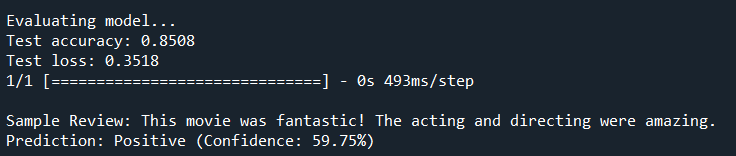 Evaluating model...
Test accuracy: 0.8508
Test loss: 0.3518
1/1 [==============================] - 0s 493ms/step
Sample Review: This movie was fantastic! The acting and directing were amazing.
Prediction: Positive (Confidence: 59.75%)